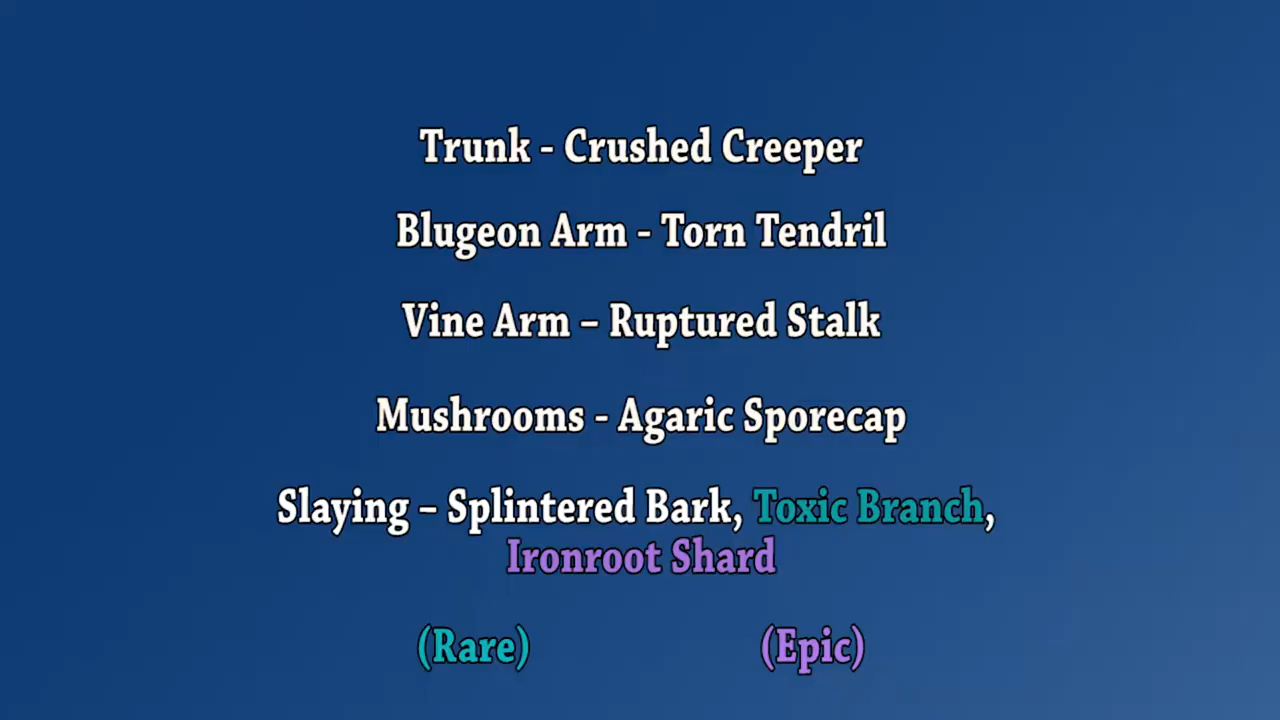 Trunk - Crushed Creeper
Blugeon Arm - Torn Tendril
Vine Arm – Ruptured Stalk
Mushrooms - Agaric Sporecap
Slaying – Splintered Bark, Toxic Branch,
Ironroot Shard
(Rare) (Epic)